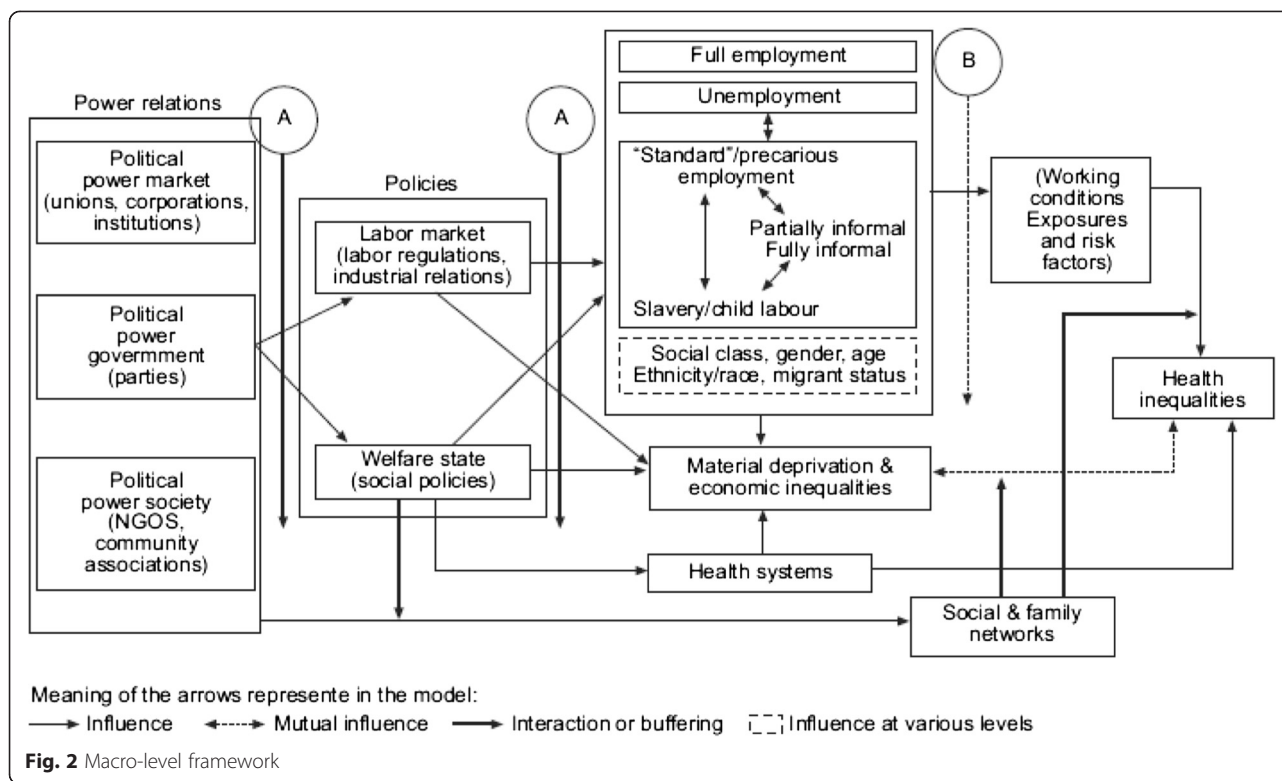 Power relations
Political
power market
(unions, corporations,
institutions)
Political
power
govermment
(parties)
Political
power society
(NGOS,
community
associations)
A
Policies
Labor market
(labor regulations,
industrial relations)
Welfare state
(social policies)
A
Full employment
Unemployment
"Standard"/precarious
employment
Partially informal
Fully informal
Slavery/child labour
Social class, gender, age
Ethnicity/race, migrant status
B
(Working
conditions
Exposures
and risk
factors)
Health
inequalities
Material deprivation &
economic inequalities
Health systems
Social & family
networks
Meaning of the arrows represente in the model:
Influence Mutual influence Interaction or buffering Influence at various levels
Fig. 2 Macro-level framework